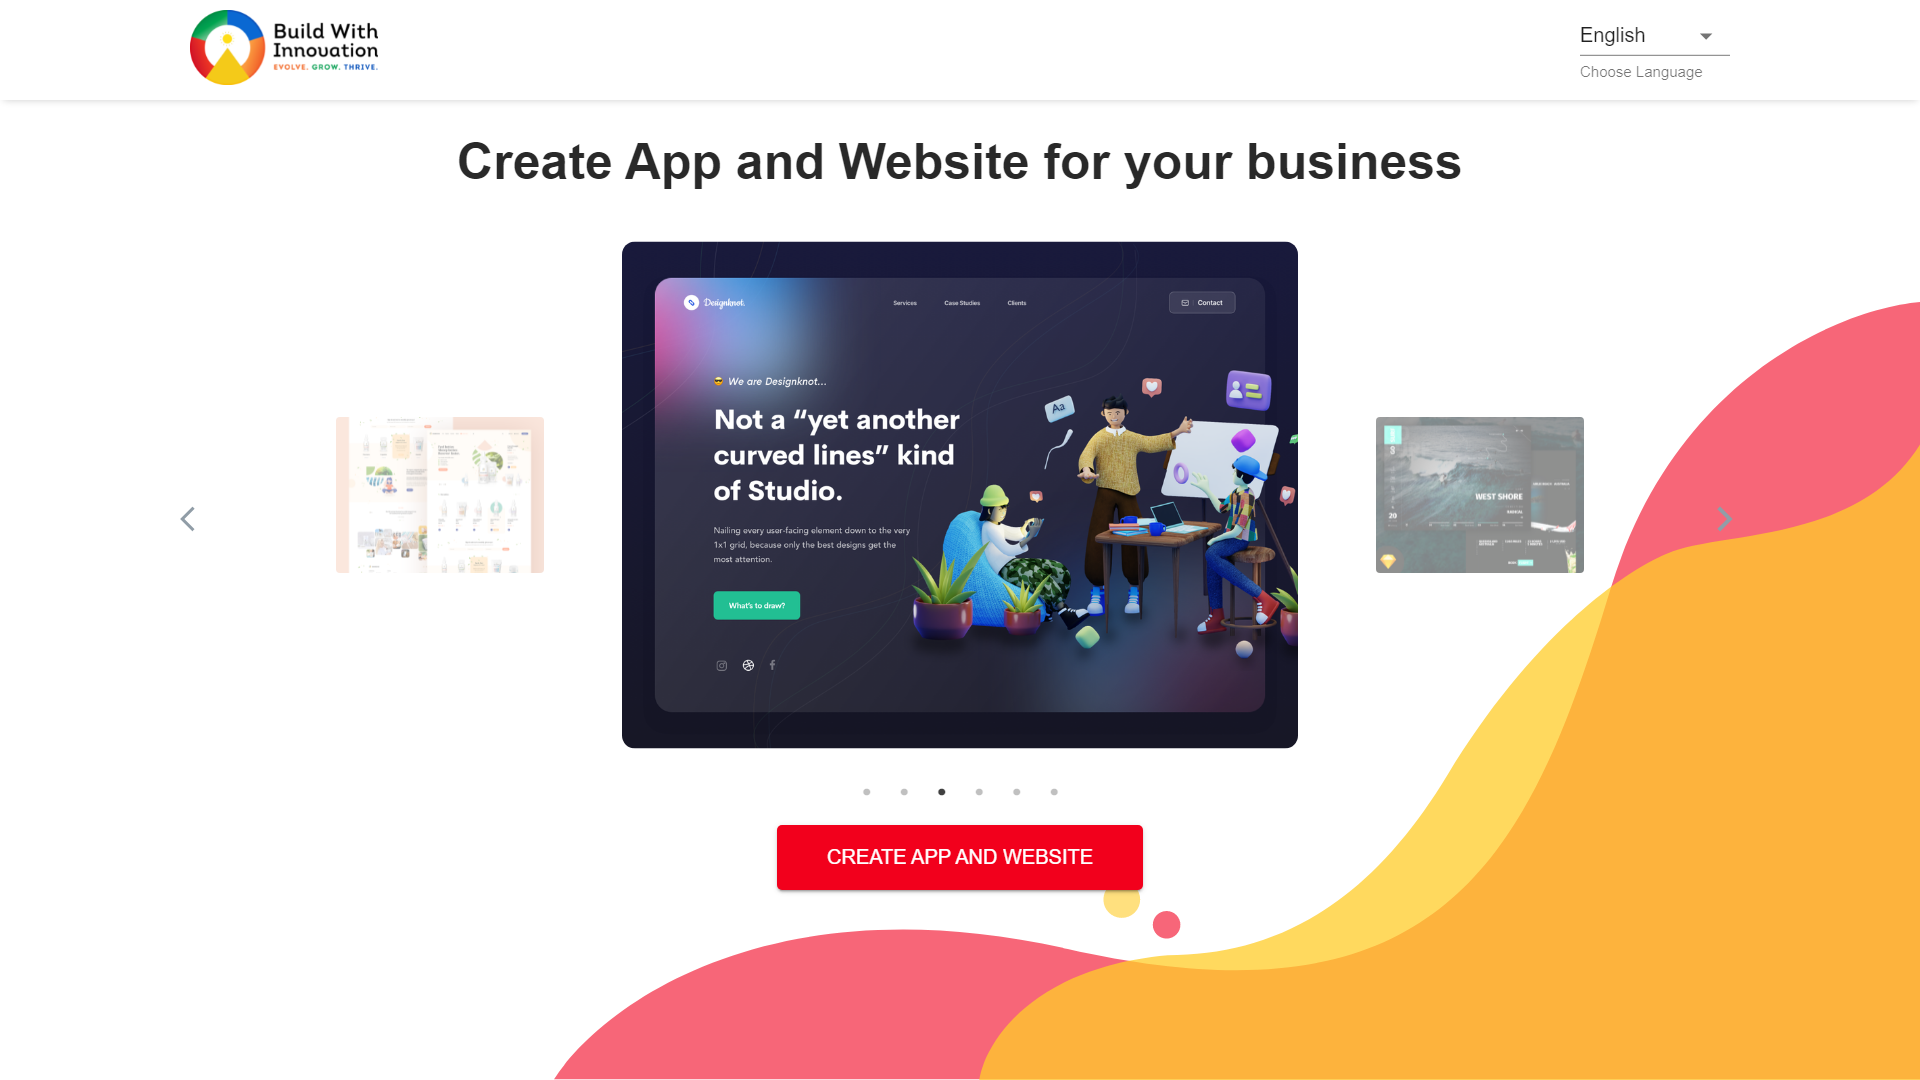 Build With
Innovation
EVOLVE. GROW. THRIVE.
English
Choose Language
Create App and Website for your business
Designknot.
Services
Case Studies
Clients
Contact
We are Designknot...
Not a “yet another
curved lines” kind
of Studio.
Nailing every user-facing element down to the very
1x1 grid, because only the best designs get the
most attention.
What's to draw?
Aa
WEST SHORE
20
CREATE APP AND WEBSITE